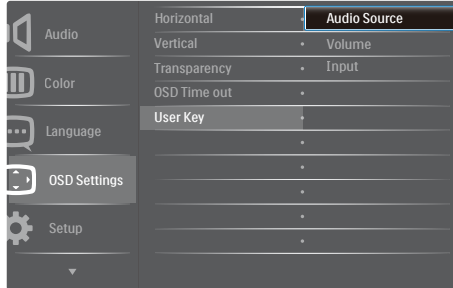 Audio
Color
Language
OSD Settings
Setup
Horizontal
Vertical
Transparency
OSD Time out
User Key
Audio Source
Volume
Input